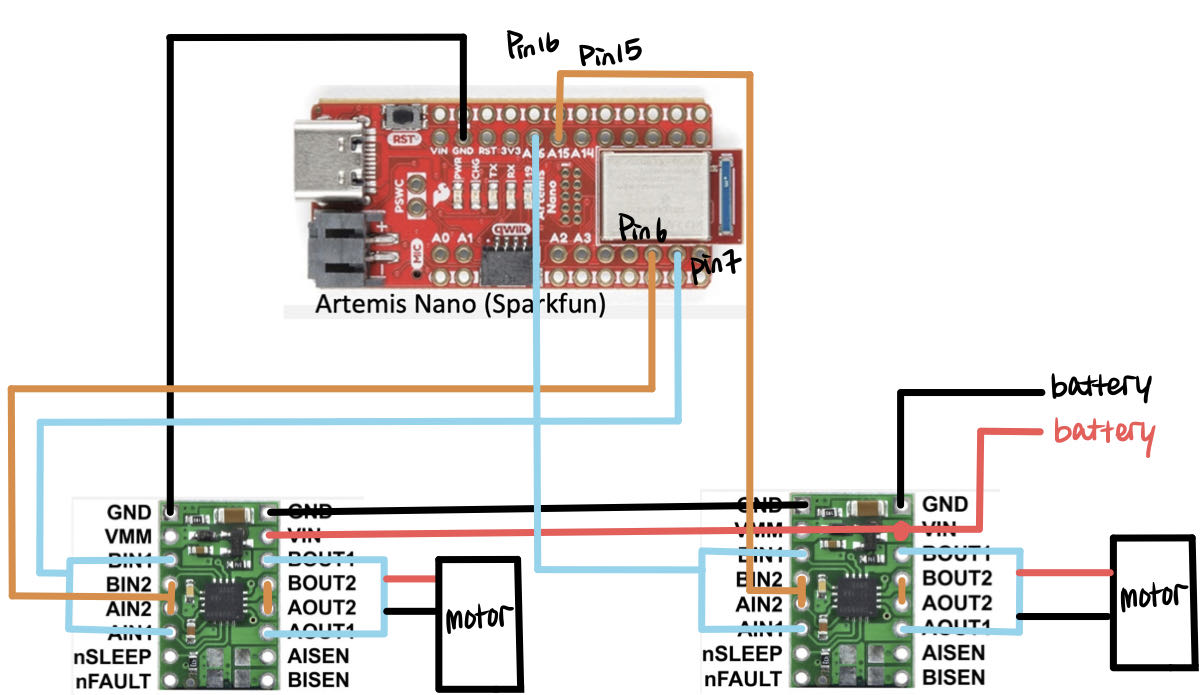 Pin16
Pin15
RST
VIN GND RST 3V3 A16 A15 A14
PWR
CHG
TX
RX
19
Artemis
Nano
PSWC
MIC
qwiic
A0 A1 A2 A3
Pin6
pin7
Artemis Nano (Sparkfun)
battery
battery
GND GND
VMM VIN
BIN1 BOUT1
BIN2 BOUT2
AIN2 AOUT2
AIN1 AOUT1
nSLEEP AISEN
nFAULT BISEN
motor
GND GND
VMM VIN
BIN1 BOUT1
BIN2 BOUT2
AIN2 AOUT2
AIN1 AOUT1
nSLEEP AISEN
nFAULT BISEN
motor